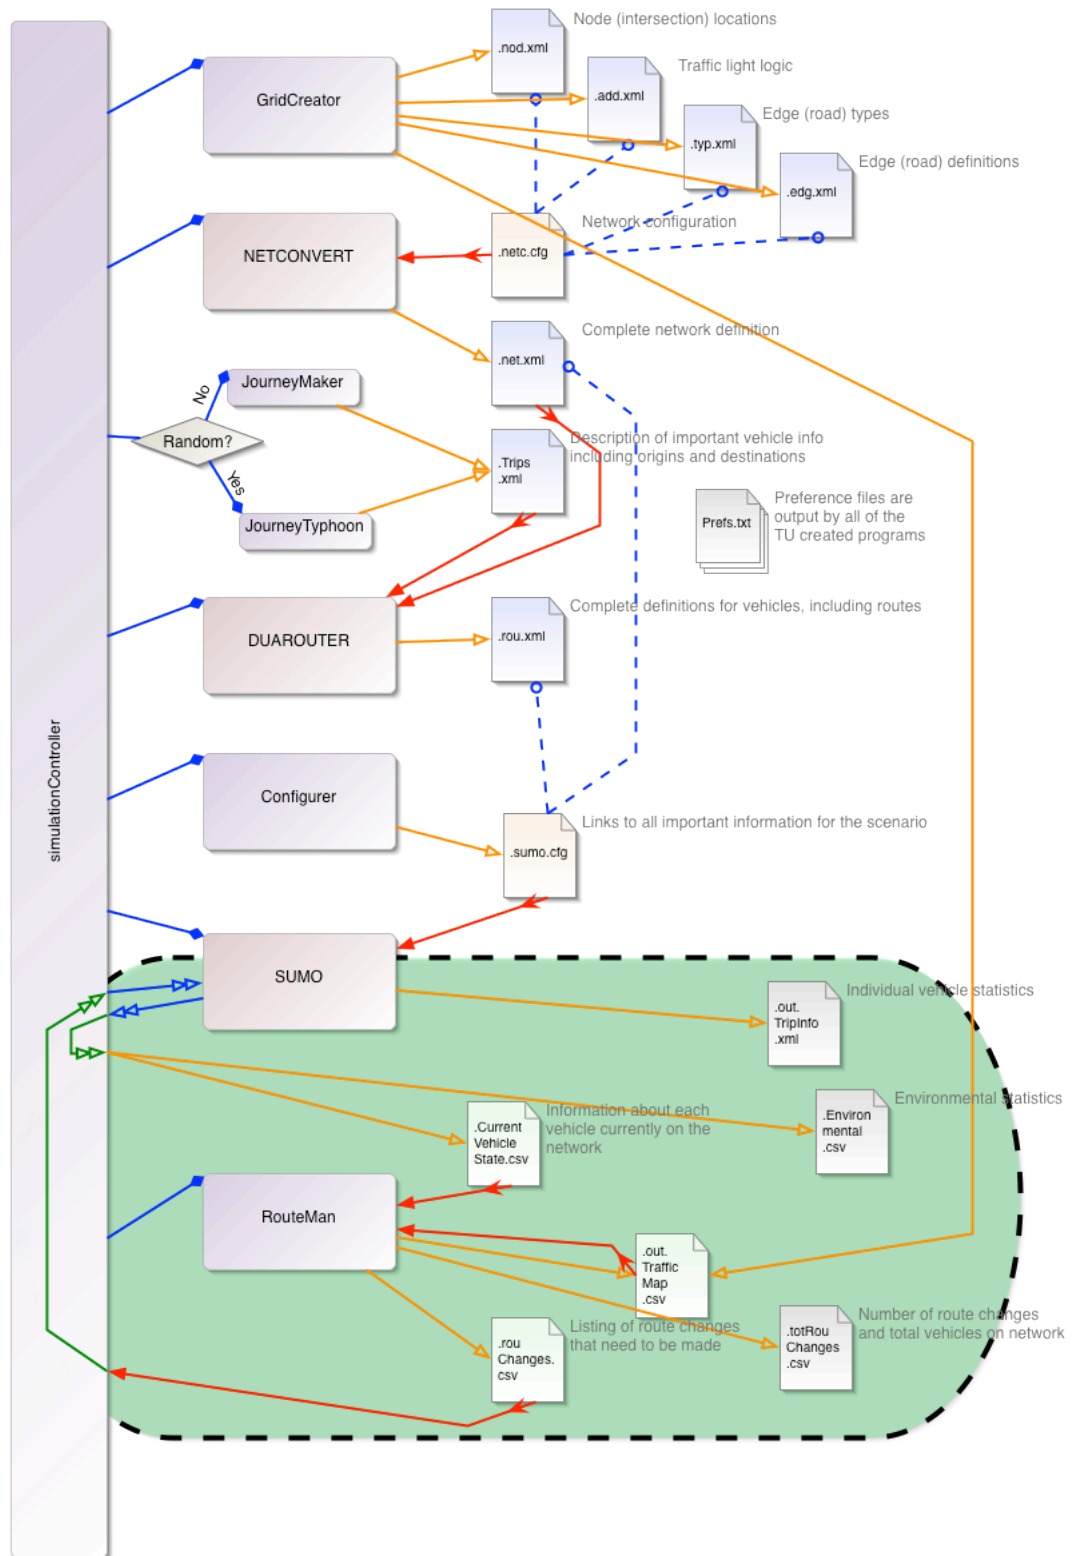 Node (intersection) locations
.nod.xml
Traffic light logic
.add.xml
GridCreator
Edge (road) types
.typ.xml
Edge (road) definitions
.edg.xml
Network configuration
.netc.cfg
NETCONVERT
Complete network definition
.net.xml
JourneyMaker
No
Random?
Yes
JourneyTyphoon
Description of important vehicle info
including origins and destinations
.Trips
.xml
Prefs.txt
Preference files are
output by all of the
TU created programs
Complete definitions for vehicles, including routes
.rou.xml
DUAROUTER
simulationController
Configurer
Links to all important information for the scenario
.sumo.cfg
SUMO
Individual vehicle statistics
.out.
TripInfo
.xml
Environmental statistics
.Environ
mental
.csv
Information about each
vehicle currently on the
network
.Current
Vehicle
State.csv
RouteMan
.out.
Traffic
Map
.csv
Number of route changes
and total vehicles on network
.totRou
Changes
.csv
Listing of route changes
that need to be made
.rou
Changes.
csv